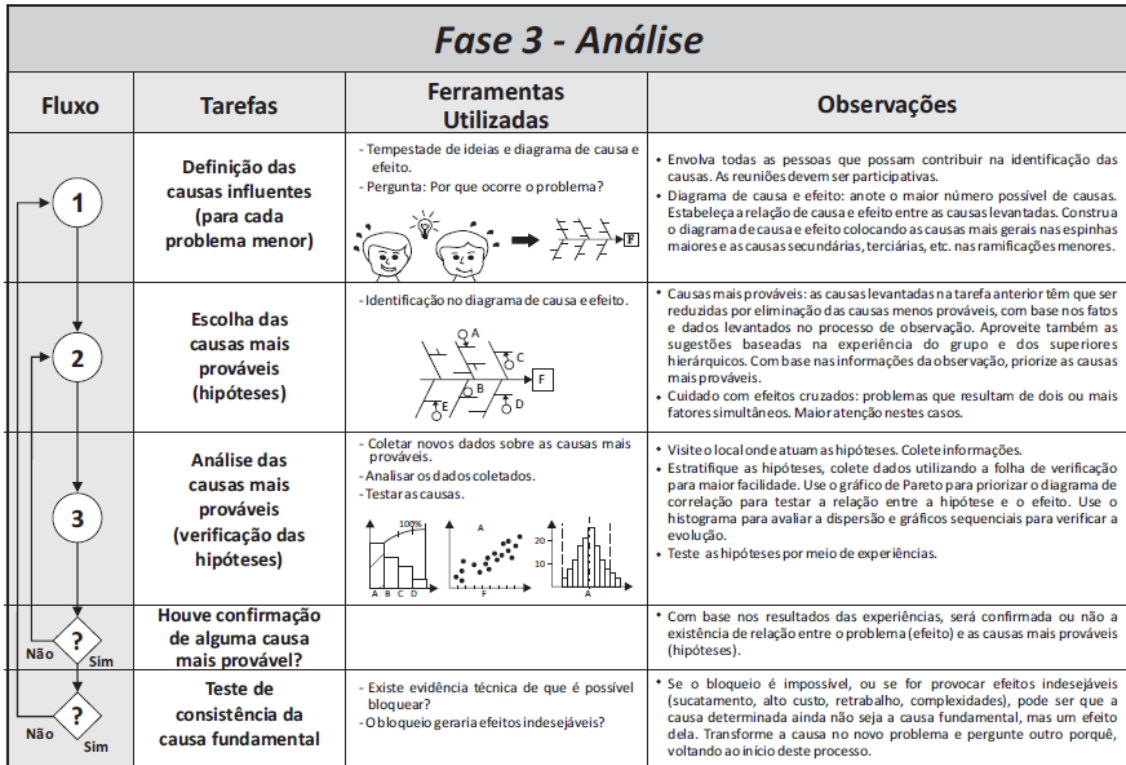 Fase 3 - Análise
Fluxo
Tarefas
Ferramentas
Utilizadas
Observações
1
Definição das
causas influentes
(para cada
problema menor)
- Tempestade de ideias e diagrama de causa e
efeito.
- Pergunta: Por que ocorre o problema?
F
• Envolva todas as pessoas que possam contribuir na identificação das
causas. As reuniões devem ser participativas.
• Diagrama de causa e efeito: anote o maior número possível de causas.
Estabeleça a relação de causa e efeito entre as causas levantadas. Construa
o diagrama de causa e efeito colocando as causas mais gerais nas espinhas
maiores e as causas secundárias, terciárias, etc. nas ramificações menores.
2
Escolha das
causas mais
prováveis
(hipóteses)
- Identificação no diagrama de causa e efeito.
A
C
F
B
E
D
• Causas mais prováveis: as causas levantadas na tarefa anterior têm que ser
reduzidas por eliminação das causas menos prováveis, com base nos fatos
e dados levantados no processo de observação. Aproveite também as
sugestões baseadas na experiência do grupo e dos superiores
hierárquicos. Com base nas informações da observação, priorize as causas
mais prováveis.
• Cuidado com efeitos cruzados: problemas que resultam de dois ou mais
fatores simultâneos. Maior atenção nestes casos.
3
Análise das
causas mais
prováveis
(verificação das
hipóteses)
- Coletar novos dados sobre as causas mais
prováveis.
- Analisar os dados coletados.
- Testar as causas.
100%
A B C D
A
F
20
10
A
• Visite o local onde atuam as hipóteses. Colete informações.
• Estratifique as hipóteses, colete dados utilizando a folha de verificação
para maior facilidade. Use o gráfico de Pareto para priorizar o diagrama de
correlação para testar a relação entre a hipótese e o efeito. Use o
histograma para avaliar a dispersão e gráficos sequenciais para verificar a
evolução.
• Teste as hipóteses por meio de experiências.
?
Não
Sim
Houve confirmação
de alguma causa
mais provável?
• Com base nos resultados das experiências, será confirmada ou não a
existência de relação entre o problema (efeito) e as causas mais prováveis
(hipóteses).
?
Não
Sim
Teste de
consistência da
causa fundamental
- Existe evidência técnica de que é possível
bloquear?
- O bloqueio geraria efeitos indesejáveis?
• Se o bloqueio é impossível, ou se for provocar efeitos indesejáveis
(sucatamento, alto custo, retrabalho, complexidades), pode ser que a
causa determinada ainda não seja a causa fundamental, mas um efeito
dela. Transforme a causa no novo problema e pergunte outro porquê,
voltando ao início deste processo.